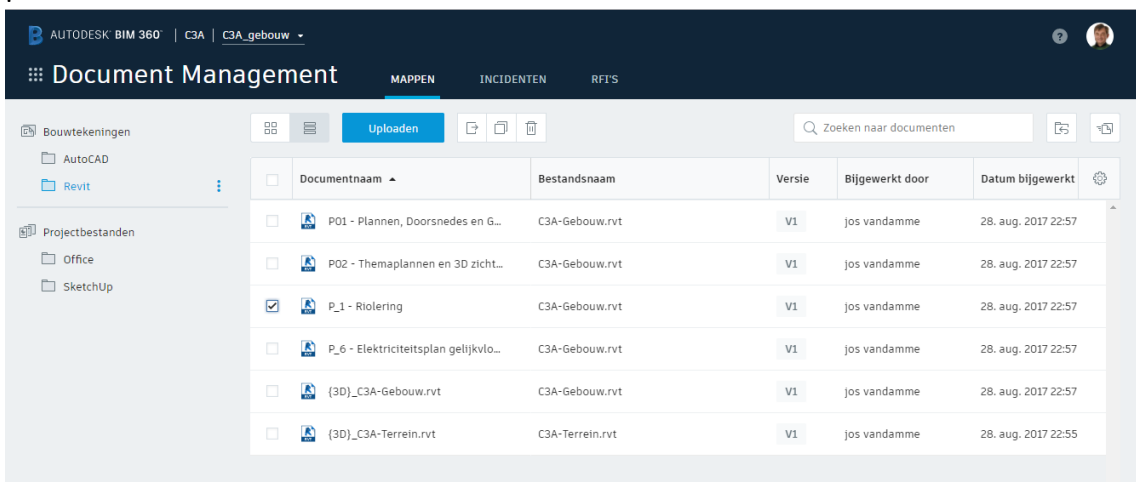 AUTODESK® BIM 360™ | C3A | C3A_gebouw
Document Management
MAPPEN INCIDENTEN RFI'S
Bouwtekeningen
AutoCAD
Revit
Projectbestanden
Office
SketchUp
Uploaden
Zoeken naar documenten
Documentnaam Bestandsnaam Versie Bijgewerkt door Datum bijgewerkt
P01 - Plannen, Doorsnedes en G... C3A-Gebouw.rvt V1 jos vandamme 28. aug. 2017 22:57
P02 - Themaplannen en 3D zicht... C3A-Gebouw.rvt V1 jos vandamme 28. aug. 2017 22:57
P_1 - Riolering C3A-Gebouw.rvt V1 jos vandamme 28. aug. 2017 22:57
P_6 - Elektriciteitsplan gelijkvlo... C3A-Gebouw.rvt V1 jos vandamme 28. aug. 2017 22:57
{3D}_C3A-Gebouw.rvt C3A-Gebouw.rvt V1 jos vandamme 28. aug. 2017 22:57
{3D}_C3A-Terrein.rvt C3A-Terrein.rvt V1 jos vandamme 28. aug. 2017 22:55